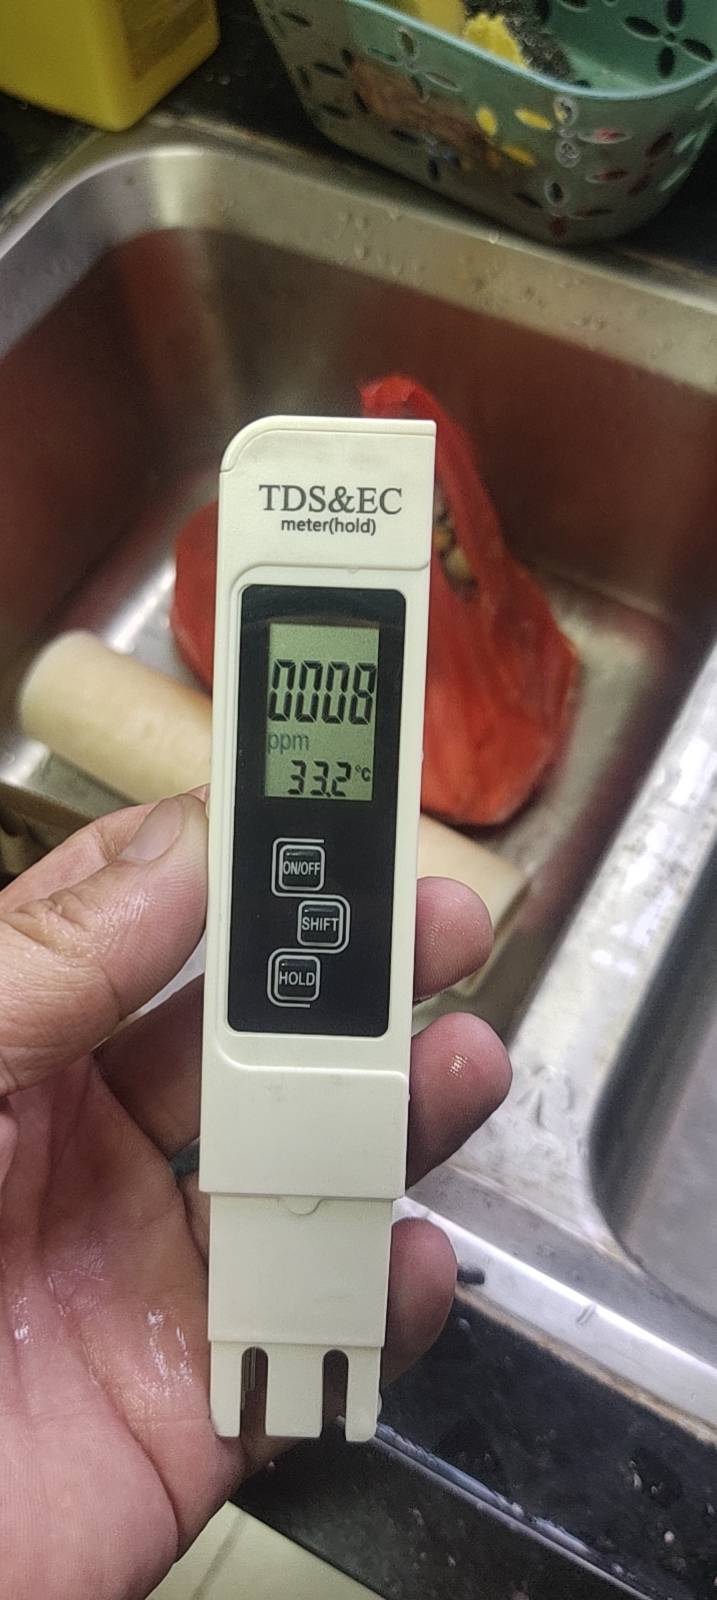 TDS&EC
meter(hold)
0008
ppm
33.2°C
ON/OFF
SHIFT
HOLD